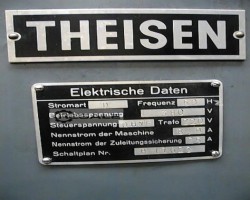 THEISEN
Elektrische Daten
Stromart Frequenz H
Betriebsspannung V
Steuerspannung Trafo V
Nennstrom der Maschine A
Nennstrom der Zuleitungssicherung A
Schaltplan Nr.